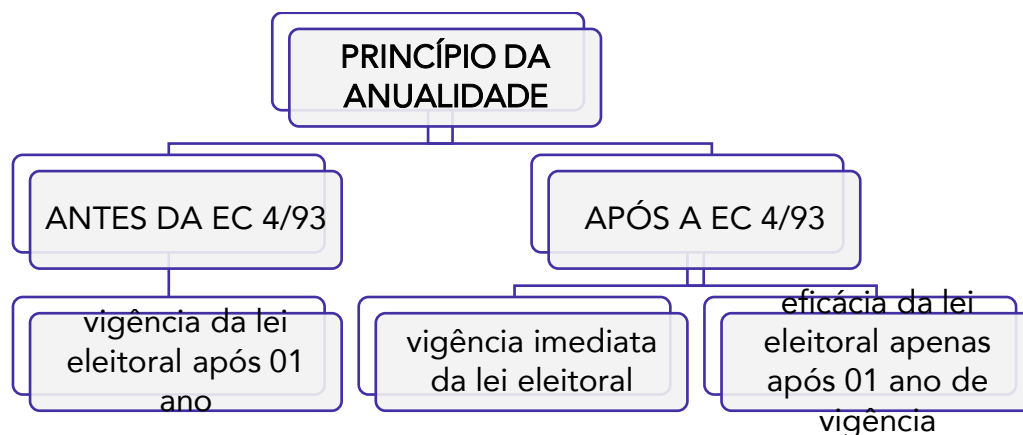 PRINCÍPIO DA
ANUALIDADE
ANTES DA EC 4/93
APÓS A EC 4/93
vigência da lei
eleitoral após 01
ano
vigência imediata
da lei eleitoral
eficácia da lei
eleitoral apenas
após 01 ano de
vigência